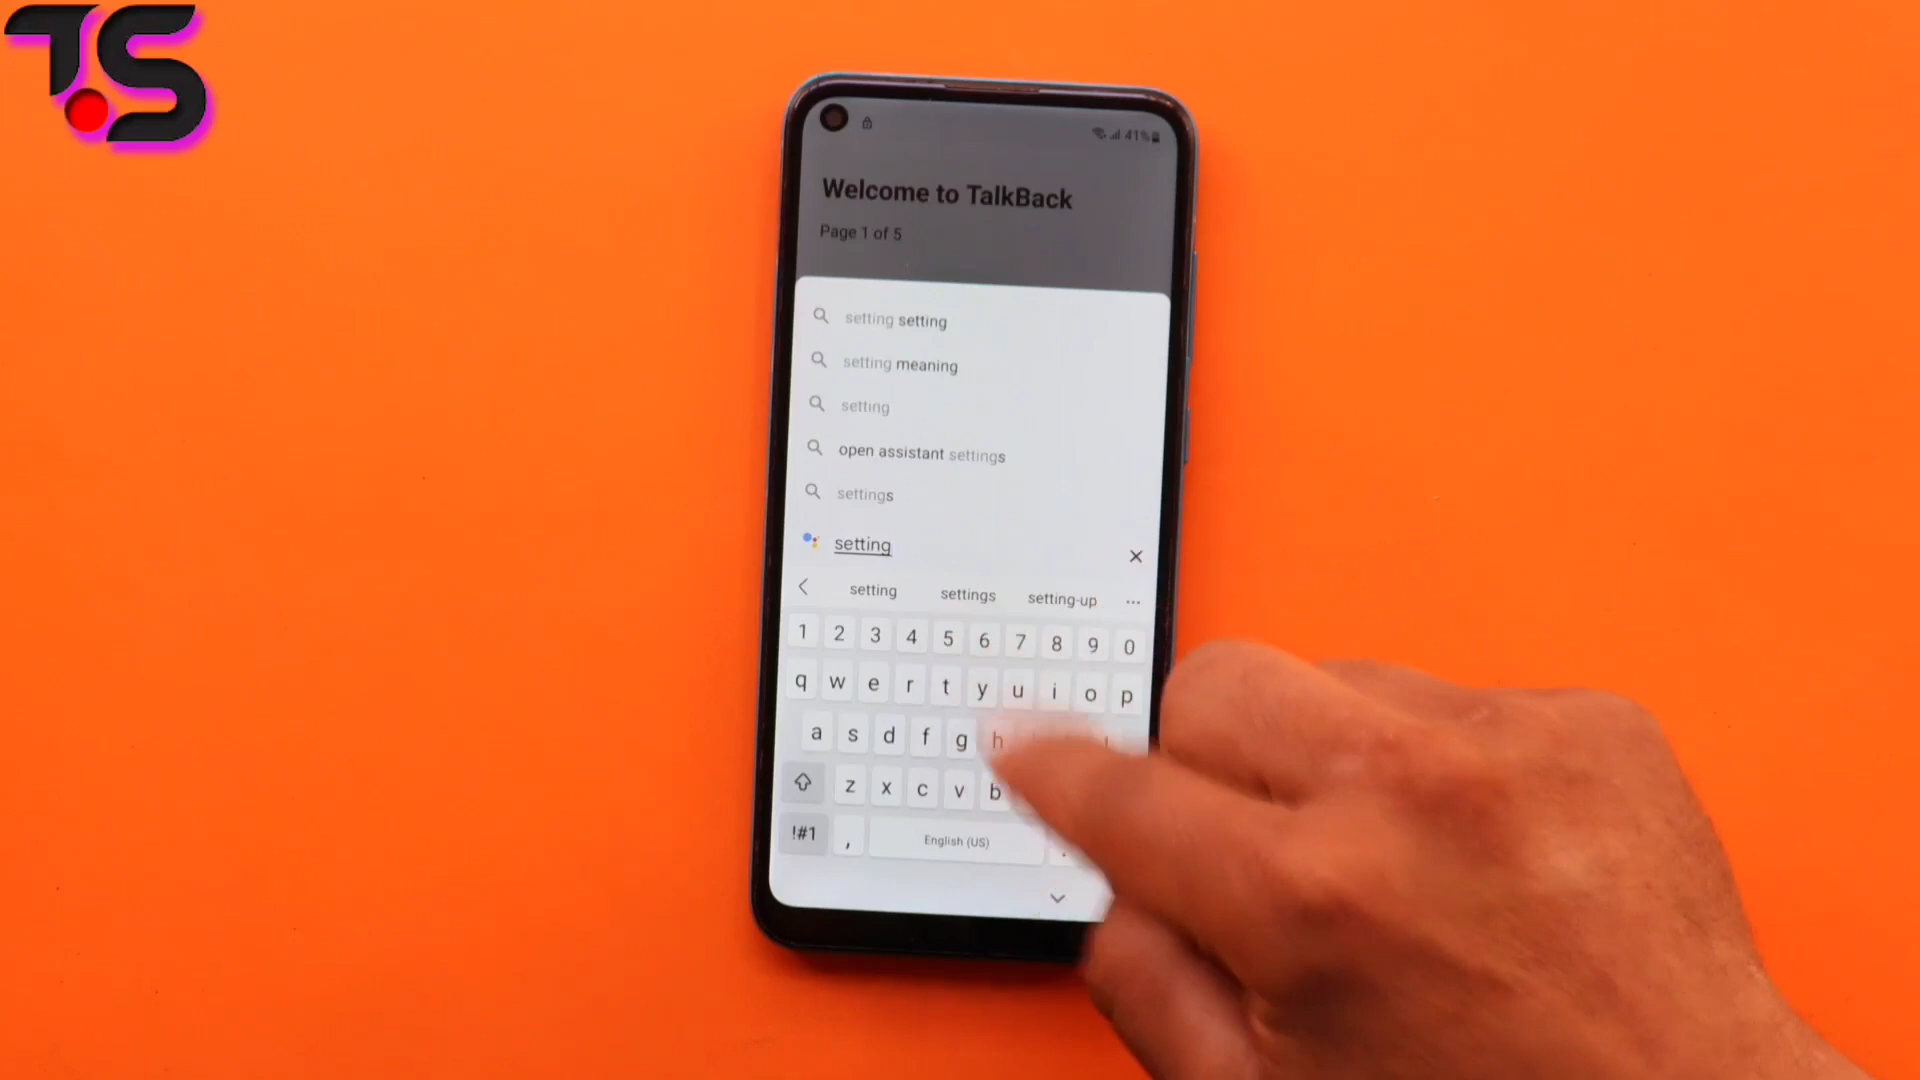 TS
41%
Welcome to TalkBack
Page 1 of 5
setting setting
setting meaning
setting
open assistant settings
settings
setting
setting settings setting-up ...
1 2 3 4 5 6 7 8 9 0
q w e r t y u i o p
a s d f g h
z x c v b
!#1 , English (US) .